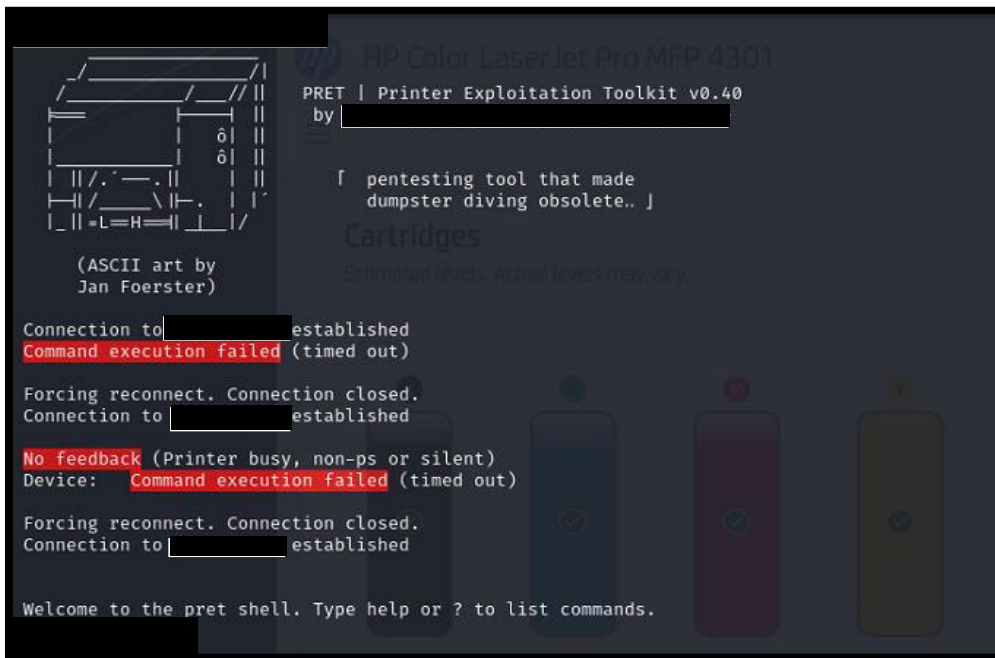 HP Color LaserJet Pro MFP 4301
PRET | Printer Exploitation Toolkit v0.40
by
「 pentesting tool that made
dumpster diving obsolete.. 」
Cartridges
Estimated levels. Actual levels may vary.
(ASCII art by
Jan Foerster)
Connection to established
Command execution failed (timed out)
Forcing reconnect. Connection closed.
Connection to established
No feedback (Printer busy, non-ps or silent)
Device: Command execution failed (timed out)
Forcing reconnect. Connection closed.
Connection to established
Welcome to the pret shell. Type help or ? to list commands.